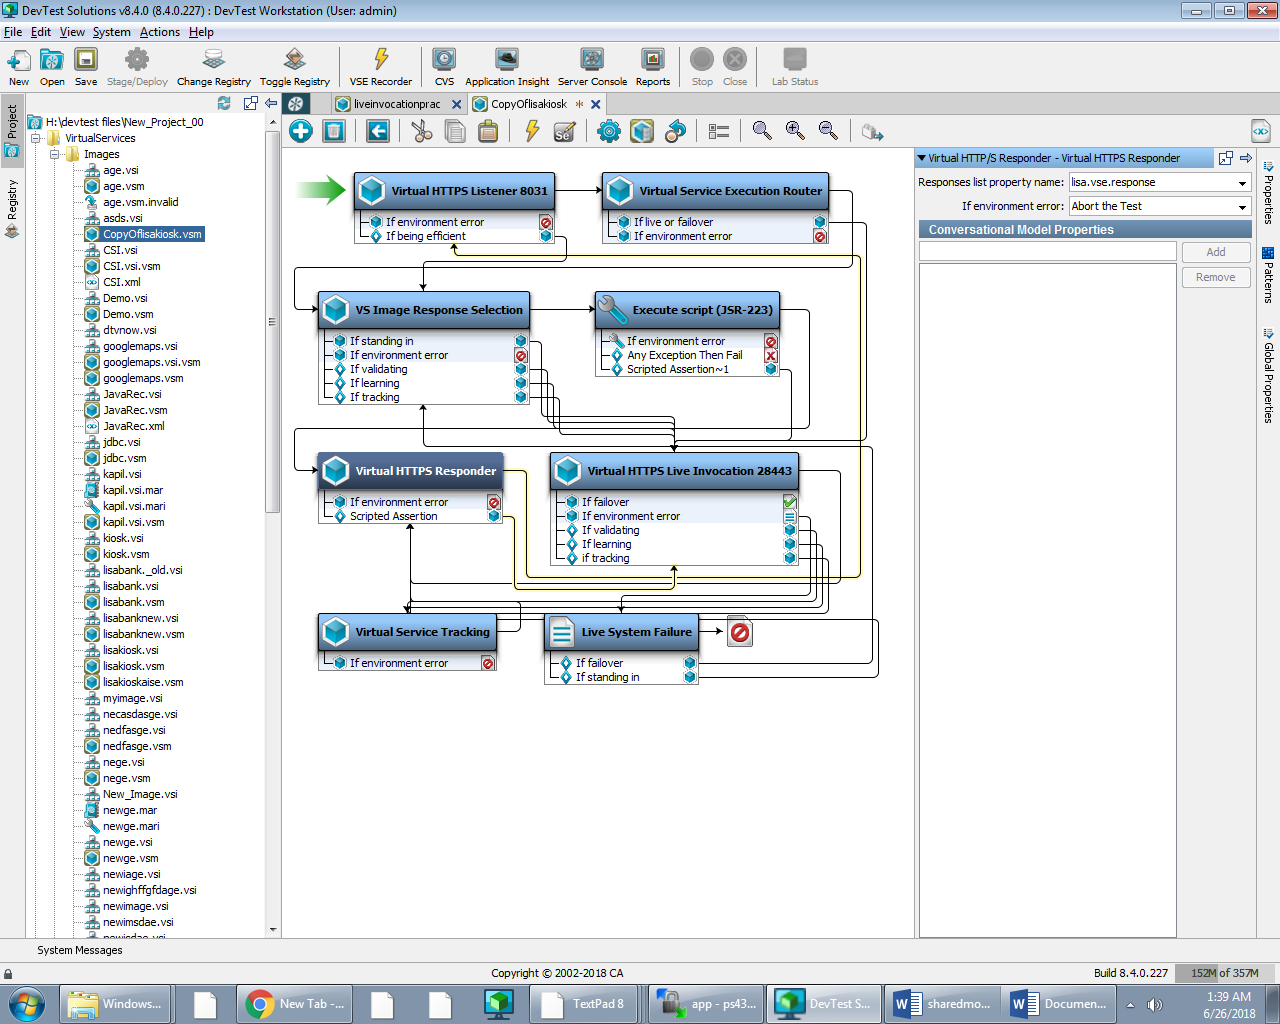 DevTest Solutions v8.4.0 (8.4.0.227) : DevTest Workstation (User: admin)
File Edit View System Actions Help
New Open Save Stage/Deploy Change Registry Toggle Registry VSE Recorder CVS Application Insight Server Console Reports Stop Close Lab Status
Project
Registry
H:\devtest files\New_Project_00
VirtualServices
Images
age.vsi
age.vsm
age.vsm.invalid
asds.vsi
CopyOflisakiosk.vsm
CSI.vsi
CSI.vsi.vsm
CSI.xml
Demo.vsi
Demo.vsm
dtvnow.vsi
googlemaps.vsi
googlemaps.vsi.vsm
googlemaps.vsm
JavaRec.vsi
JavaRec.vsm
JavaRec.xml
jdbc.vsi
jdbc.vsm
kapil.vsi
kapil.vsi.mar
kapil.vsi.mari
kapil.vsi.vsm
kiosk.vsi
kiosk.vsm
lisabank._old.vsi
lisabank.vsi
lisabank.vsm
lisabanknew.vsi
lisabanknew.vsm
lisakiosk.vsi
lisakiosk.vsm
lisakioskaise.vsm
myimage.vsi
necasdasge.vsi
nedfasge.vsi
nedfasge.vsm
nege.vsi
nege.vsm
New_Image.vsi
newge.mar
newge.mari
newge.vsi
newge.vsm
newiage.vsi
newighffgfdage.vsi
newimage.vsi
newimsdae.vsi
liveinvocationprac
CopyOflisakiosk
Virtual HTTPS Listener 8031
If environment error
If being efficient
Virtual Service Execution Router
If live or failover
If environment error
VS Image Response Selection
If standing in
If environment error
If validating
If learning
If tracking
Execute script (JSR-223)
If environment error
Any Exception Then Fail
Scripted Assertion~1
Virtual HTTPS Responder
If environment error
Scripted Assertion
Virtual HTTPS Live Invocation 28443
If failover
If environment error
If validating
If learning
if tracking
Virtual Service Tracking
If environment error
Live System Failure
If failover
If standing in
Virtual HTTP/S Responder - Virtual HTTPS Responder
Responses list property name: lisa.vse.response
If environment error: Abort the Test
Conversational Model Properties
Add
Remove
Properties
Patterns
Global Properties
System Messages
Copyright © 2002-2018 CA
Build 8.4.0.227
152M of 357M
Windows...
New Tab -...
TextPad 8
app - ps43...
DevTest S...
sharedmo...
Documen...
1:39 AM
6/26/2018